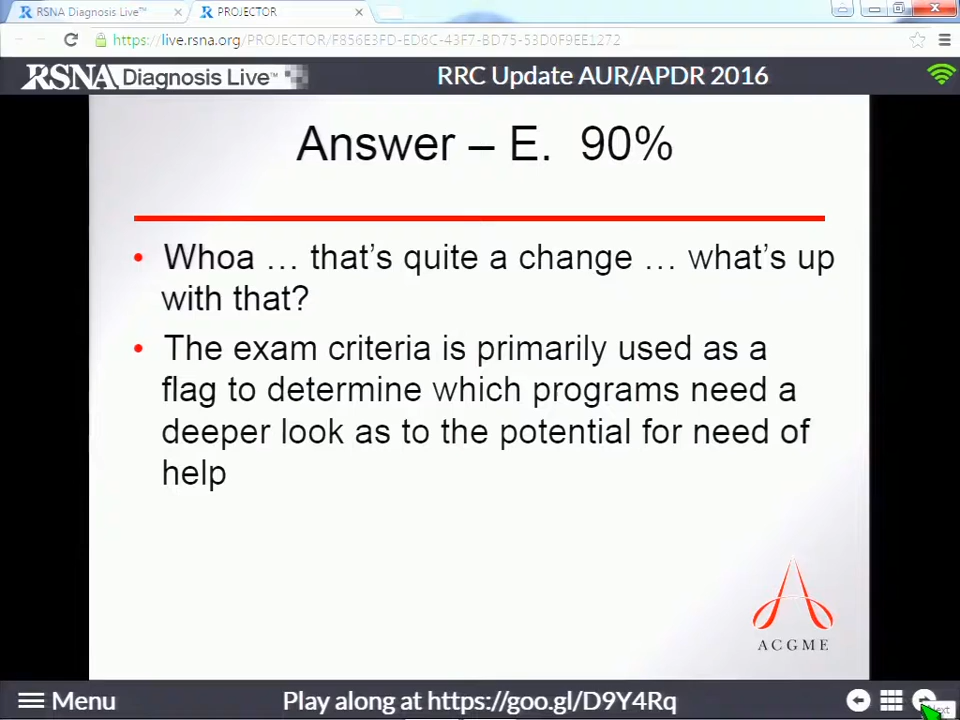 RSNA Diagnosis Live™
PROJECTOR
https://live.rsna.org/PROJECTOR/F856E3FD-ED6C-43F7-BD75-53D0F9EE1272
RSNA Diagnosis Live™
RRC Update AUR/APDR 2016
Answer – E. 90%
• Whoa … that’s quite a change … what’s up
with that?
• The exam criteria is primarily used as a
flag to determine which programs need a
deeper look as to the potential for need of
help
ACGME
Menu
Play along at https://goo.gl/D9Y4Rq
Next